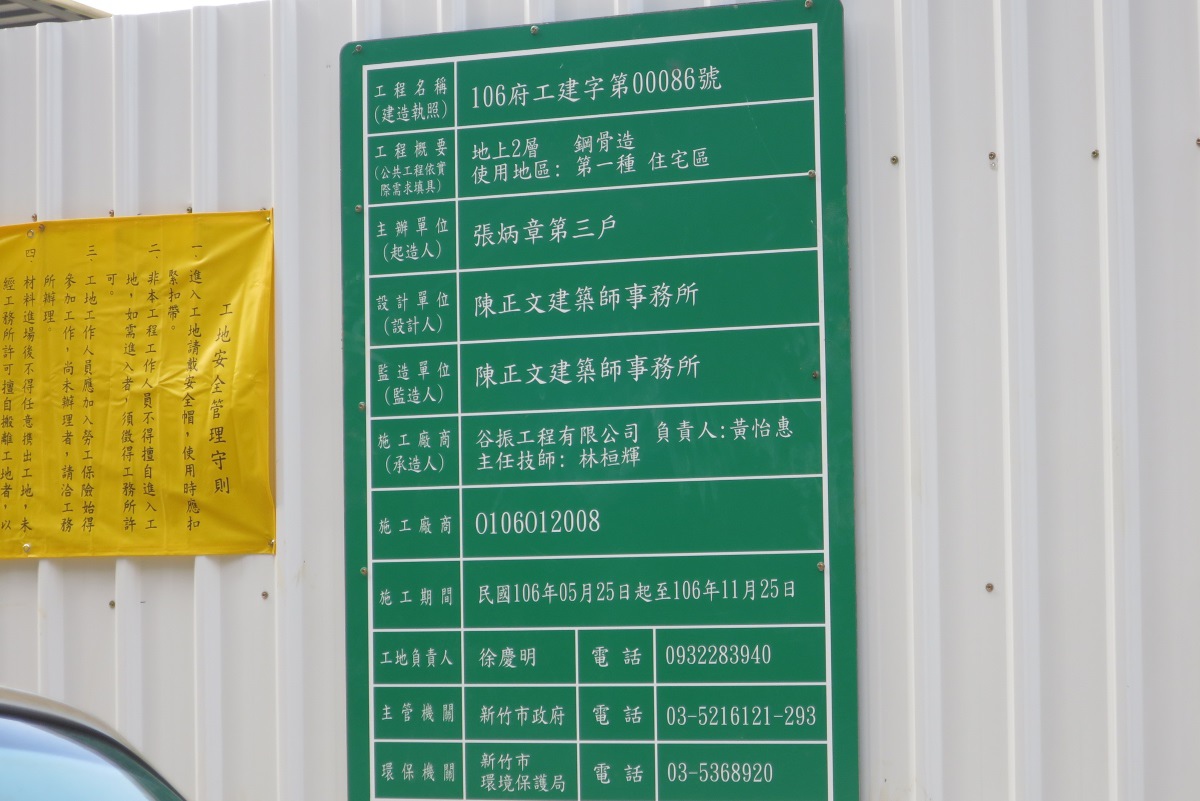 工程名稱
(建造執照)
106府工建字第00086號
工程概要
(公共工程依實
際需求填具)
地上2層 鋼骨造
使用地區: 第一種 住宅區
主辦單位
(起造人)
張炳章第三戶
設計單位
(設計人)
陳正文建築師事務所
監造單位
(監造人)
陳正文建築師事務所
施工廠商
(承造人)
谷振工程有限公司 負責人:黃怡惠
主任技師: 林桓輝
施工廠商
O106012008
施工期間
民國106年05月25日起至106年11月25日
工地負責人
徐慶明
電話
0932283940
主管機關
新竹市政府
電話
03-5216121-293
環保機關
新竹市
環境保護局
電話
03-5368920
工地安全管理守則
一、進入工地請戴安全帽，使用時應扣
緊扣帶。
二、非本工程工作人員不得擅自進入工
地，如需進入者，須徵得工務所許
可。
三、工地工作人員應加入勞工保險始得
參加工作，尚未辦理者，請洽工務
所辦理。
四、材料進場後不得任意携出工地，未
經工務所許可擅自搬離工地者，以